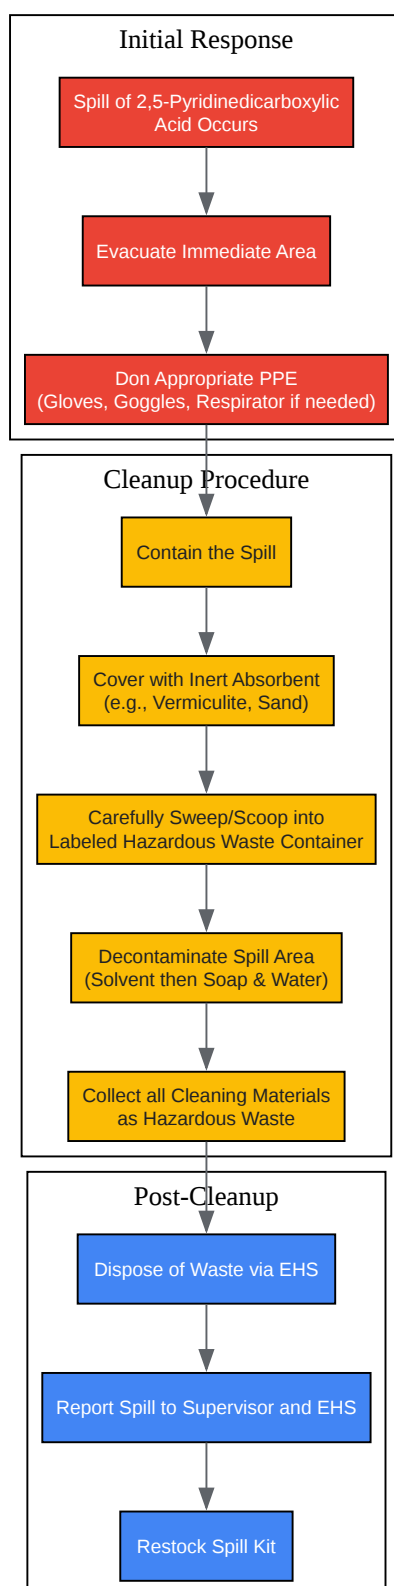 Initial Response
Spill of 2,5-Pyridinedicarboxylic
Acid Occurs
Evacuate Immediate Area
Don Appropriate PPE
(Gloves, Goggles, Respirator if needed)
Cleanup Procedure
Contain the Spill
Cover with Inert Absorbent
(e.g., Vermiculite, Sand)
Carefully Sweep/Scoop into
Labeled Hazardous Waste Container
Decontaminate Spill Area
(Solvent then Soap & Water)
Collect all Cleaning Materials
as Hazardous Waste
Post-Cleanup
Dispose of Waste via EHS
Report Spill to Supervisor and EHS
Restock Spill Kit